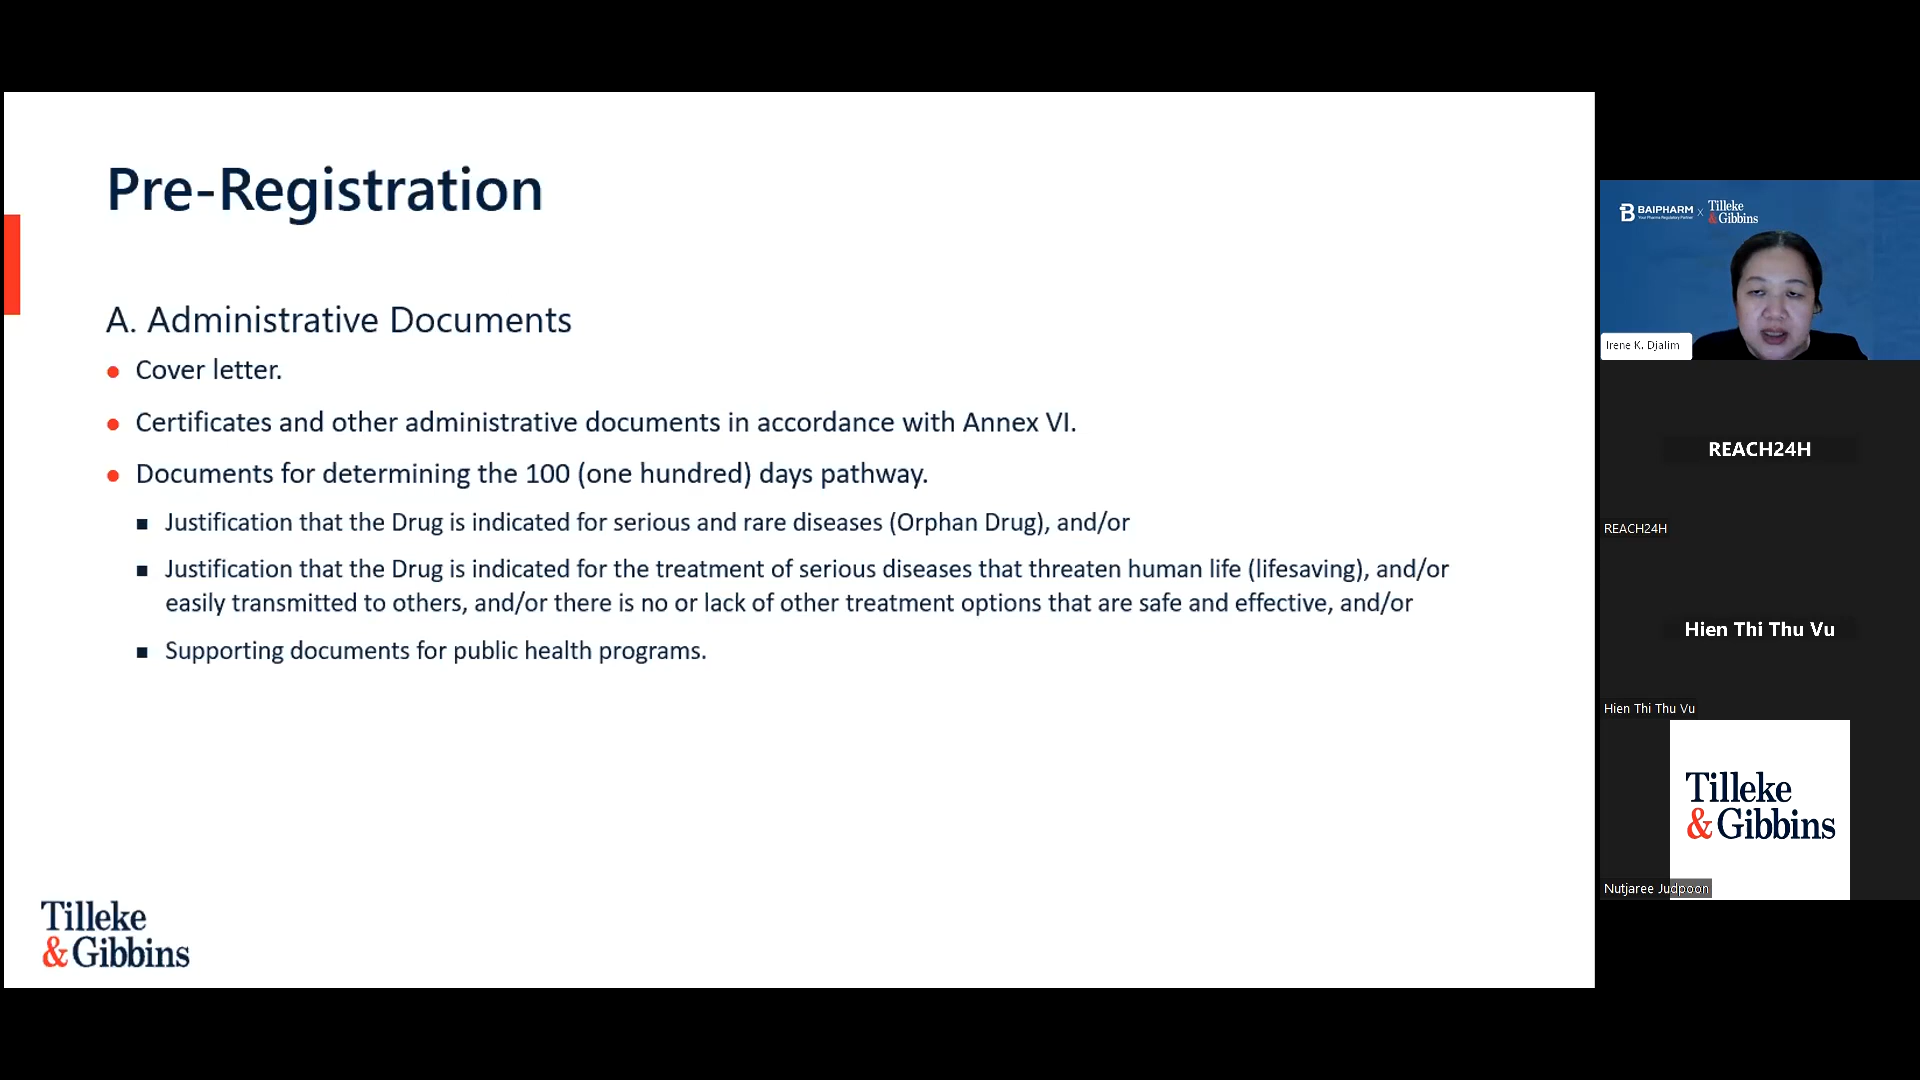 Pre-Registration
A. Administrative Documents
● Cover letter.
● Certificates and other administrative documents in accordance with Annex VI.
● Documents for determining the 100 (one hundred) days pathway.
■ Justification that the Drug is indicated for serious and rare diseases (Orphan Drug), and/or
■ Justification that the Drug is indicated for the treatment of serious diseases that threaten human life (lifesaving), and/or
easily transmitted to others, and/or there is no or lack of other treatment options that are safe and effective, and/or
■ Supporting documents for public health programs.
Tilleke
& Gibbins
BAIPHARM x Tilleke
& Gibbins
Your Pharma Regulatory Partner
Irene K. Djalim
REACH24H
REACH24H
Hien Thi Thu Vu
Hien Thi Thu Vu
Tilleke
& Gibbins
Nutjaree Judpoon